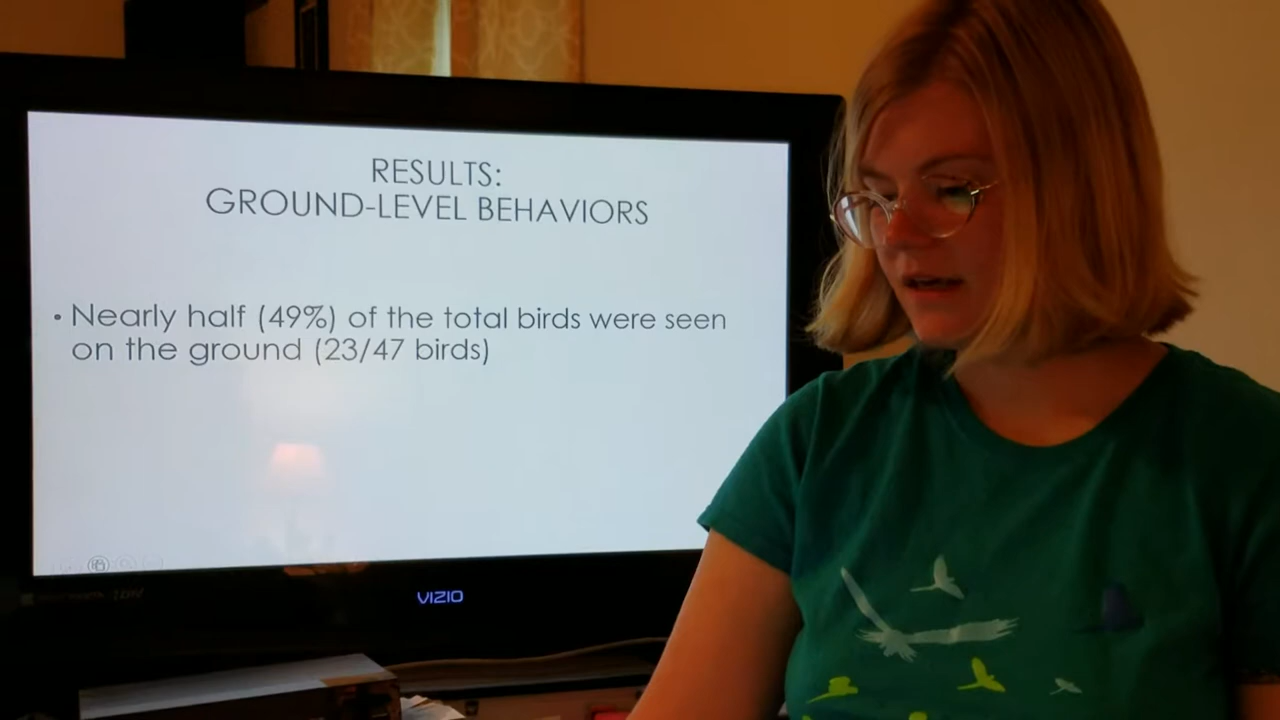 RESULTS:
GROUND-LEVEL BEHAVIORS
• Nearly half (49%) of the total birds were seen
on the ground (23/47 birds)
VIZIO